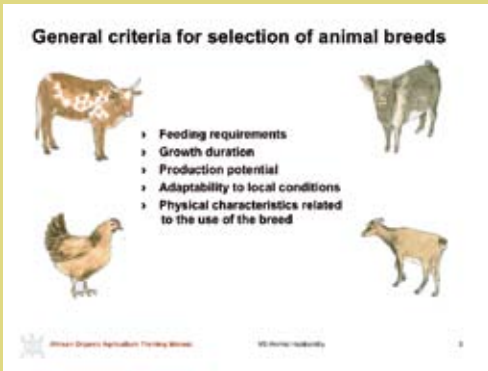 General criteria for selection of animal breeds
› Feeding requirements
› Growth duration
› Production potential
› Adaptability to local conditions
› Physical characteristics related
to the use of the breed
African Organic Agriculture Training Manual
M5 Animal Husbandry